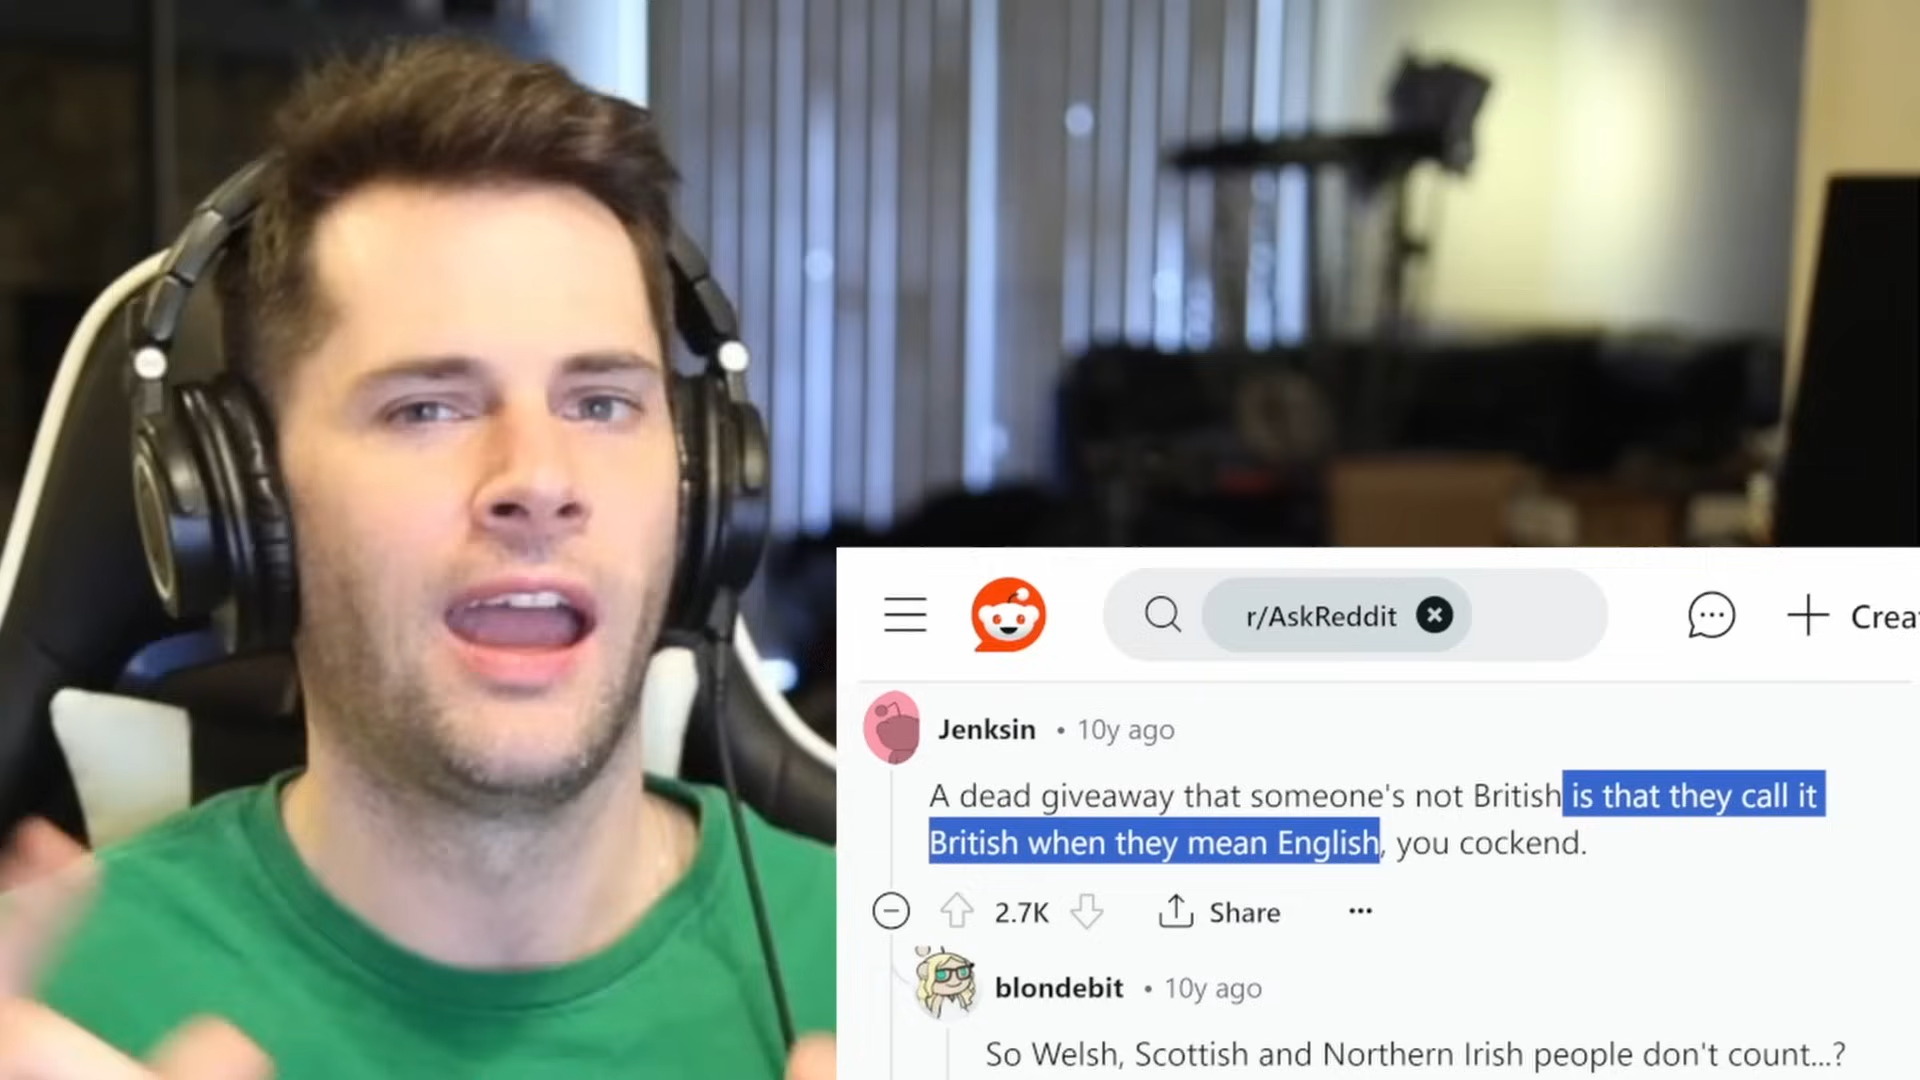 r/AskReddit
Crea
Jenksin • 10y ago
A dead giveaway that someone's not British is that they call it
British when they mean English, you cockend.
2.7K Share ...
blondebit • 10y ago
So Welsh, Scottish and Northern Irish people don't count...?